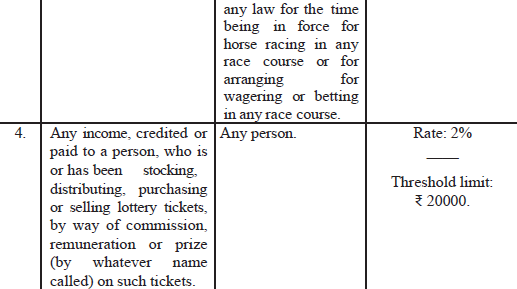 any law for the time
being in force for
horse racing in any
race course or for
arranging for
wagering or betting
in any race course.
4.
Any income, credited or
paid to a person, who is
or has been stocking,
distributing, purchasing
or selling lottery tickets,
by way of commission,
remuneration or prize
(by whatever name
called) on such tickets.
Any person.
Rate: 2%
Threshold limit:
₹ 20000.